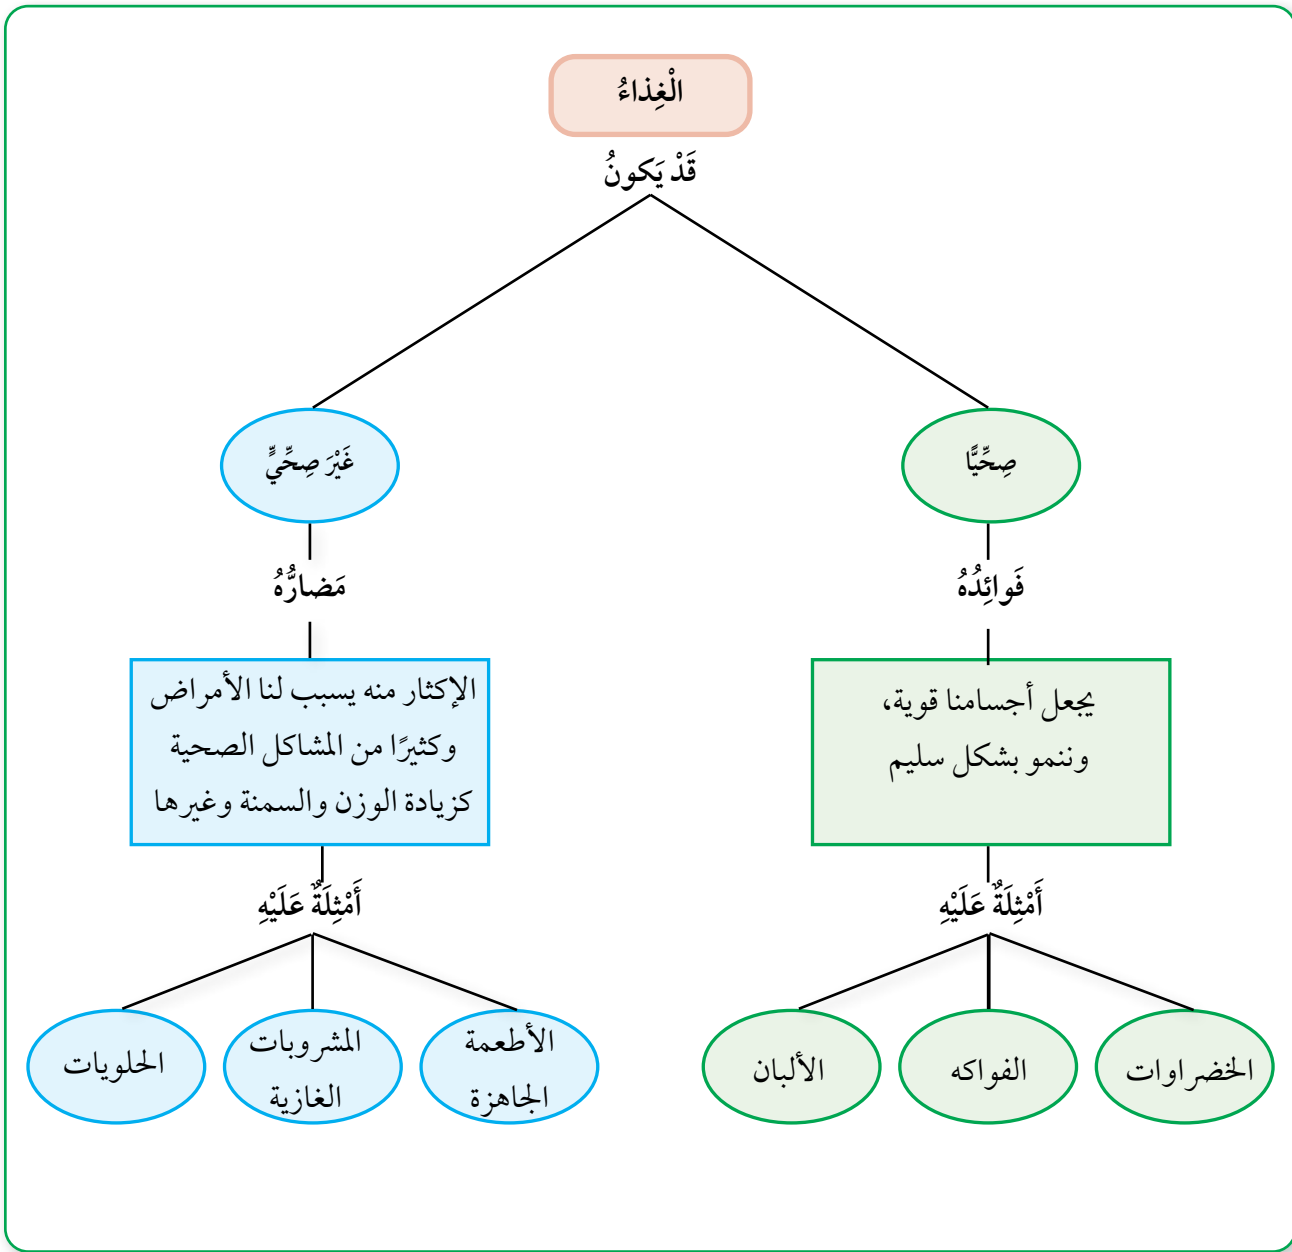 الْغِذاءُ
قَدْ يَكونُ
صِحِّيًّا
غَيْرَ صِحِّيٍّ
فَوائِدُهُ
مَضارُّهُ
يجعل أجسامنا قوية،
وننمو بشكل سليم
الإكثار منه يسبب لنا الأمراض
وكثيرًا من المشاكل الصحية
كزيادة الوزن والسمنة وغيرها
أَمْثِلَةٌ عَلَيْهِ
أَمْثِلَةٌ عَلَيْهِ
الخضراوات
الفواكه
الألبان
الأطعمة
الجاهزة
المشروبات
الغازية
الحلويات